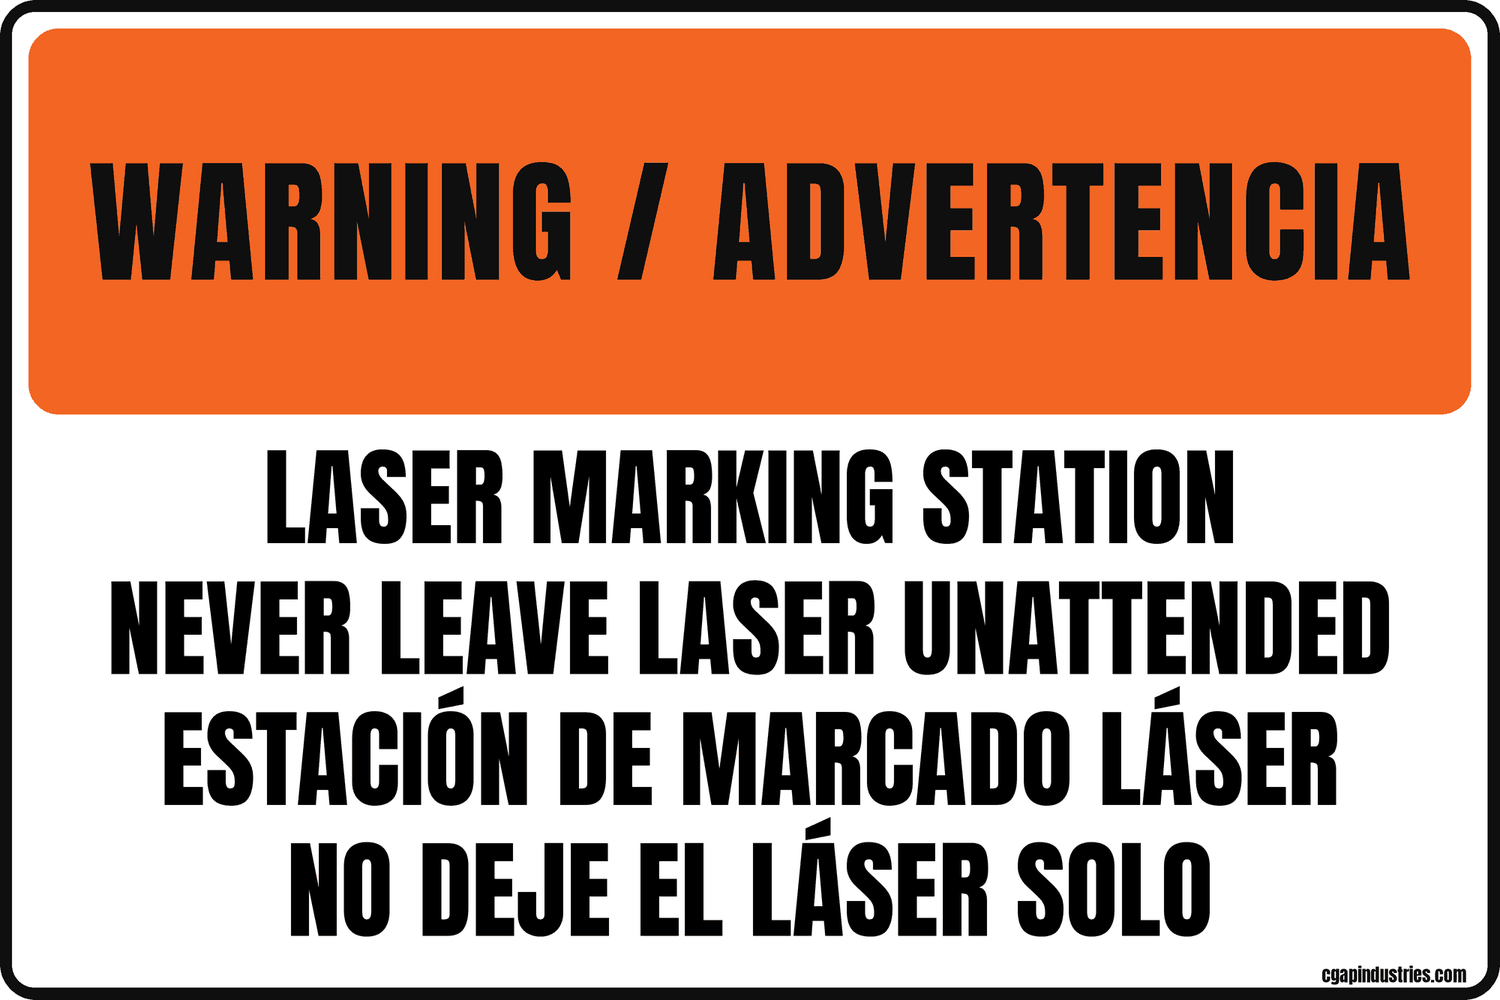 WARNING / ADVERTENCIA
LASER MARKING STATION
NEVER LEAVE LASER UNATTENDED
ESTACIÓN DE MARCADO LÁSER
NO DEJE EL LÁSER SOLO
cgapindustries.com